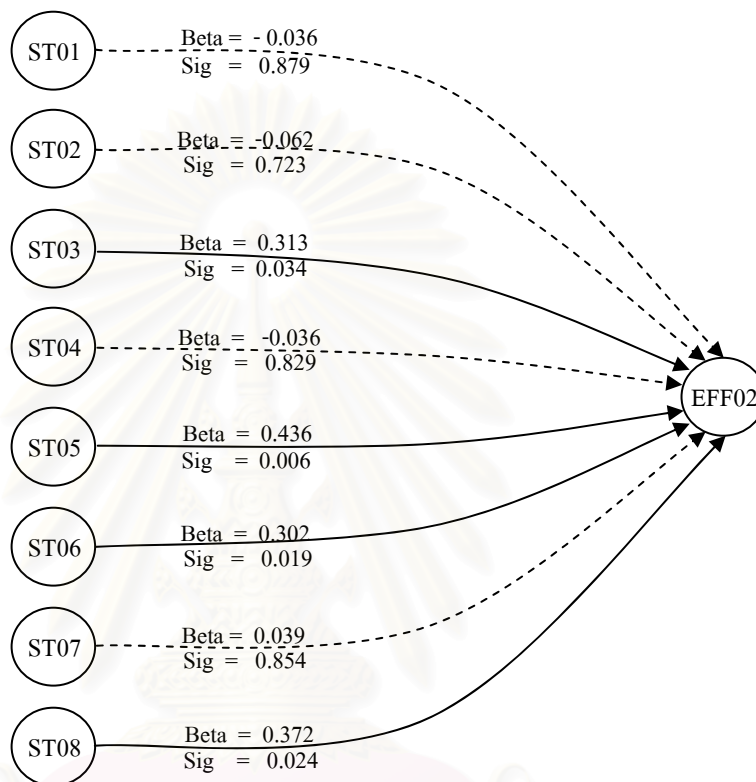 ST01
Beta = - 0.036
Sig = 0.879
ST02
Beta = -0.062
Sig = 0.723
ST03
Beta = 0.313
Sig = 0.034
ST04
Beta = -0.036
Sig = 0.829
EFF02
ST05
Beta = 0.436
Sig = 0.006
ST06
Beta = 0.302
Sig = 0.019
ST07
Beta = 0.039
Sig = 0.854
ST08
Beta = 0.372
Sig = 0.024